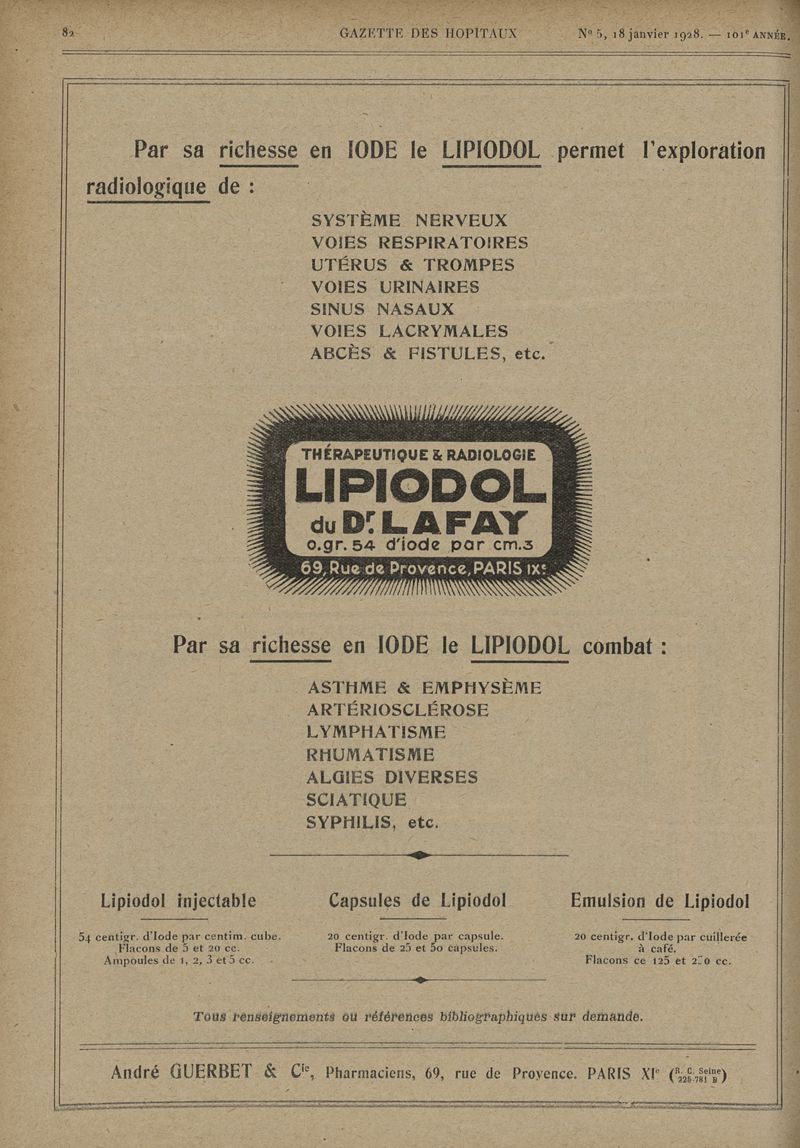 82
GAZETTE DES HOPITAUX
N° 5, 18 janvier 1928. — 101e ANNÉE.
Par sa richesse en IODE le LIPIODOL permet l'exploration
radiologique de :
SYSTÈME NERVEUX
VOIES RESPIRATOIRES
UTÉRUS & TROMPES
VOIES URINAIRES
SINUS NASAUX
VOIES LACRYMALES
ABCÈS & FISTULES, etc.
THÉRAPEUTIQUE & RADIOLOGIE
LIPIODOL
du Dr LAFAY
0.gr.54 d'iode par cm.3
69, Rue de Provence, PARIS IXe
Par sa richesse en IODE le LIPIODOL combat :
ASTHME & EMPHYSÈME
ARTÉRIOSCLÉROSE
LYMPHATISME
RHUMATISME
ALGIES DIVERSES
SCIATIQUE
SYPHILIS, etc.
Lipiodol injectable
54 centigr. d'Iode par centim. cube.
Flacons de 5 et 20 cc.
Ampoules de 1, 2, 3 et 5 cc.
Capsules de Lipiodol
20 centigr. d'Iode par capsule.
Flacons de 25 et 50 capsules.
Emulsion de Lipiodol
20 centigr. d'Iode par cuillerée
à café.
Flacons ce 125 et 250 cc.
Tous renseignements ou références bibliographiques sur demande.
André GUERBET & Cie, Pharmaciens, 69, rue de Provence. PARIS XIe (R. C. Seine 225-781 B)